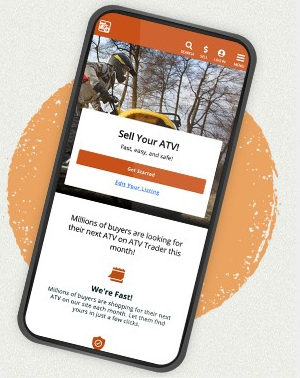 SEARCH SELL LOG IN MENU
Sell Your ATV!
Fast, easy, and safe!
Get Started
Edit Your Listing
Millions of buyers are looking for
their next ATV on ATV Trader this
month!
We're Fast!
Millions of buyers are shopping for their next
ATV on our site each month. Let them find
yours in just a few clicks.